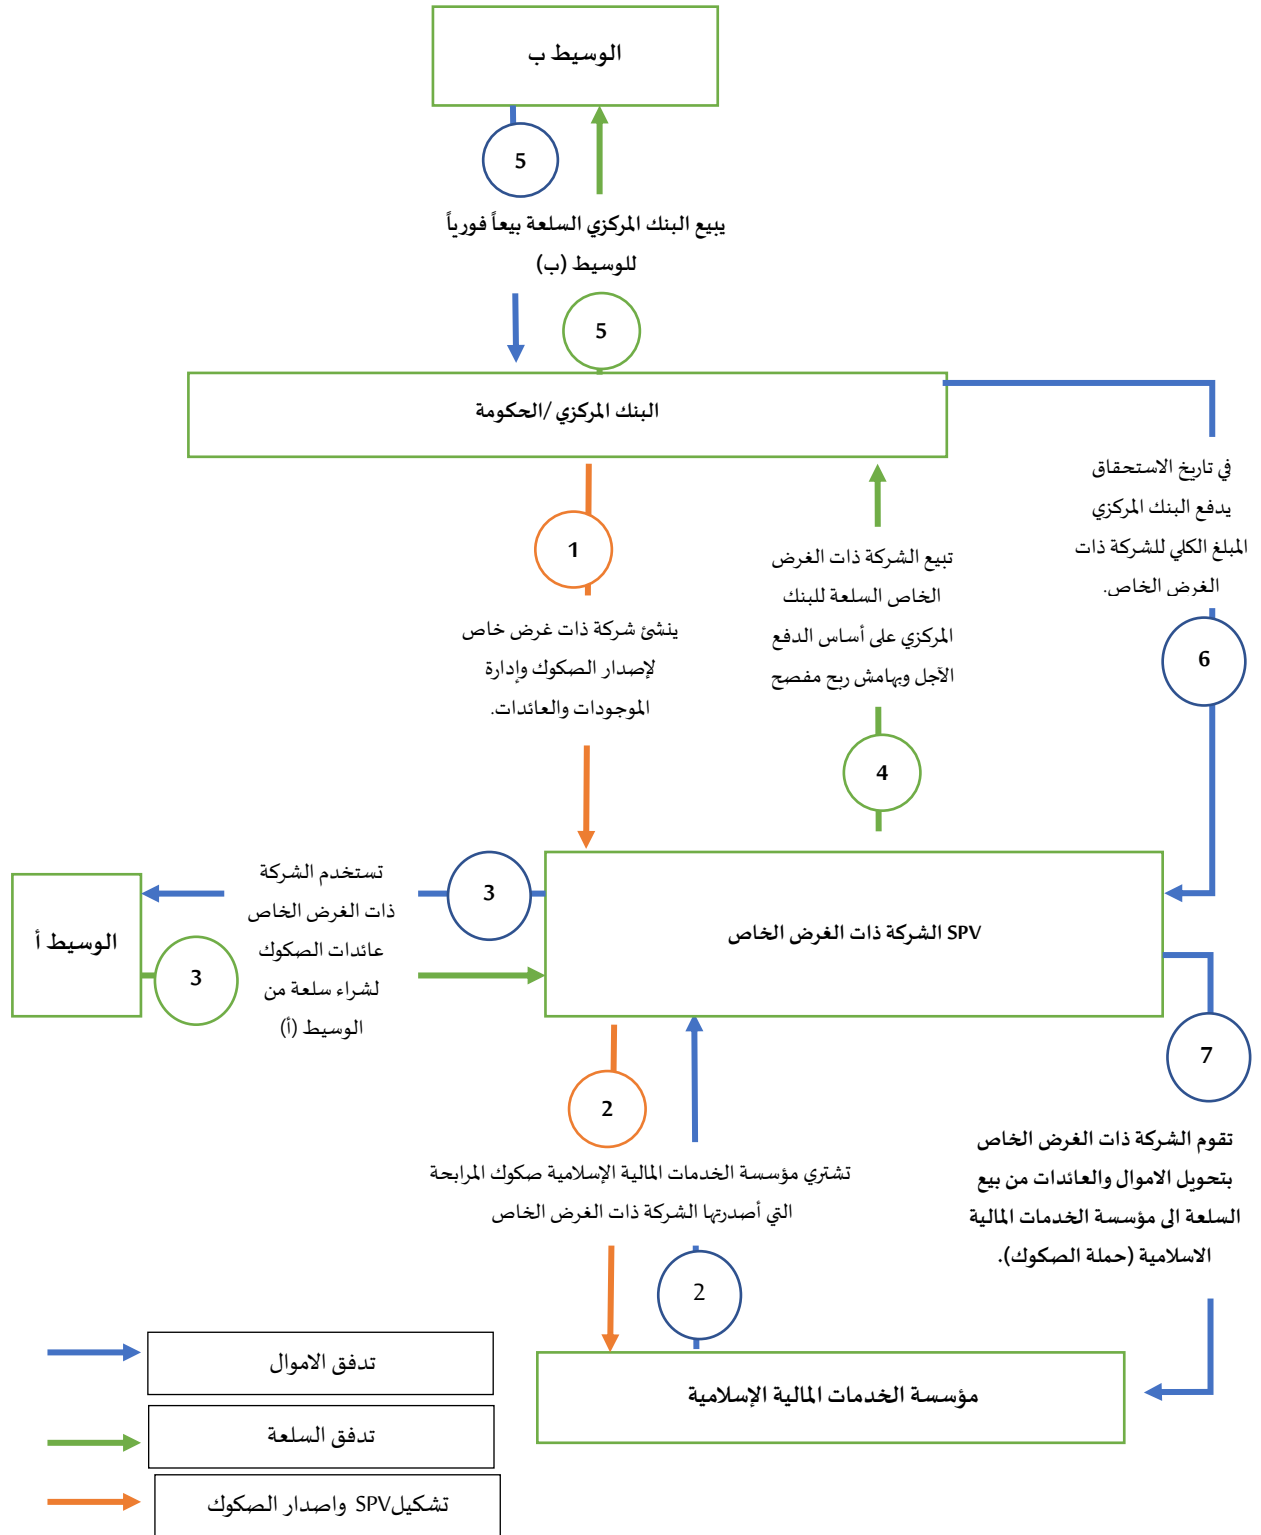 الوسيط ب
5
يبيع البنك المركزي السلعة بيعاً فورياً
للوسيط (ب)
5
البنك المركزي /الحكومة
في تاريخ الاستحقاق
يدفع البنك المركزي
المبلغ الكلي للشركة ذات
الغرض الخاص.
6
1
ينشئ شركة ذات غرض خاص
لإصدار الصكوك وإدارة
الموجودات والعائدات.
تبيع الشركة ذات الغرض
الخاص السلعة للبنك
المركزي على أساس الدفع
الآجل وبهامش ربح مفصح
4
الوسيط أ
3
تستخدم الشركة
ذات الغرض الخاص
عائدات الصكوك
لشراء سلعة من
الوسيط (أ)
3
SPV الشركة ذات الغرض الخاص
7
تقوم الشركة ذات الغرض الخاص
بتحويل الاموال والعائدات من بيع
السلعة الى مؤسسة الخدمات المالية
الاسلامية (حملة الصكوك).
2
تشتري مؤسسة الخدمات المالية الإسلامية صكوك المرابحة
التي أصدرتها الشركة ذات الغرض الخاص
2
مؤسسة الخدمات المالية الإسلامية
تدفق الاموال
تدفق السلعة
تشكيلSPV واصدار الصكوك